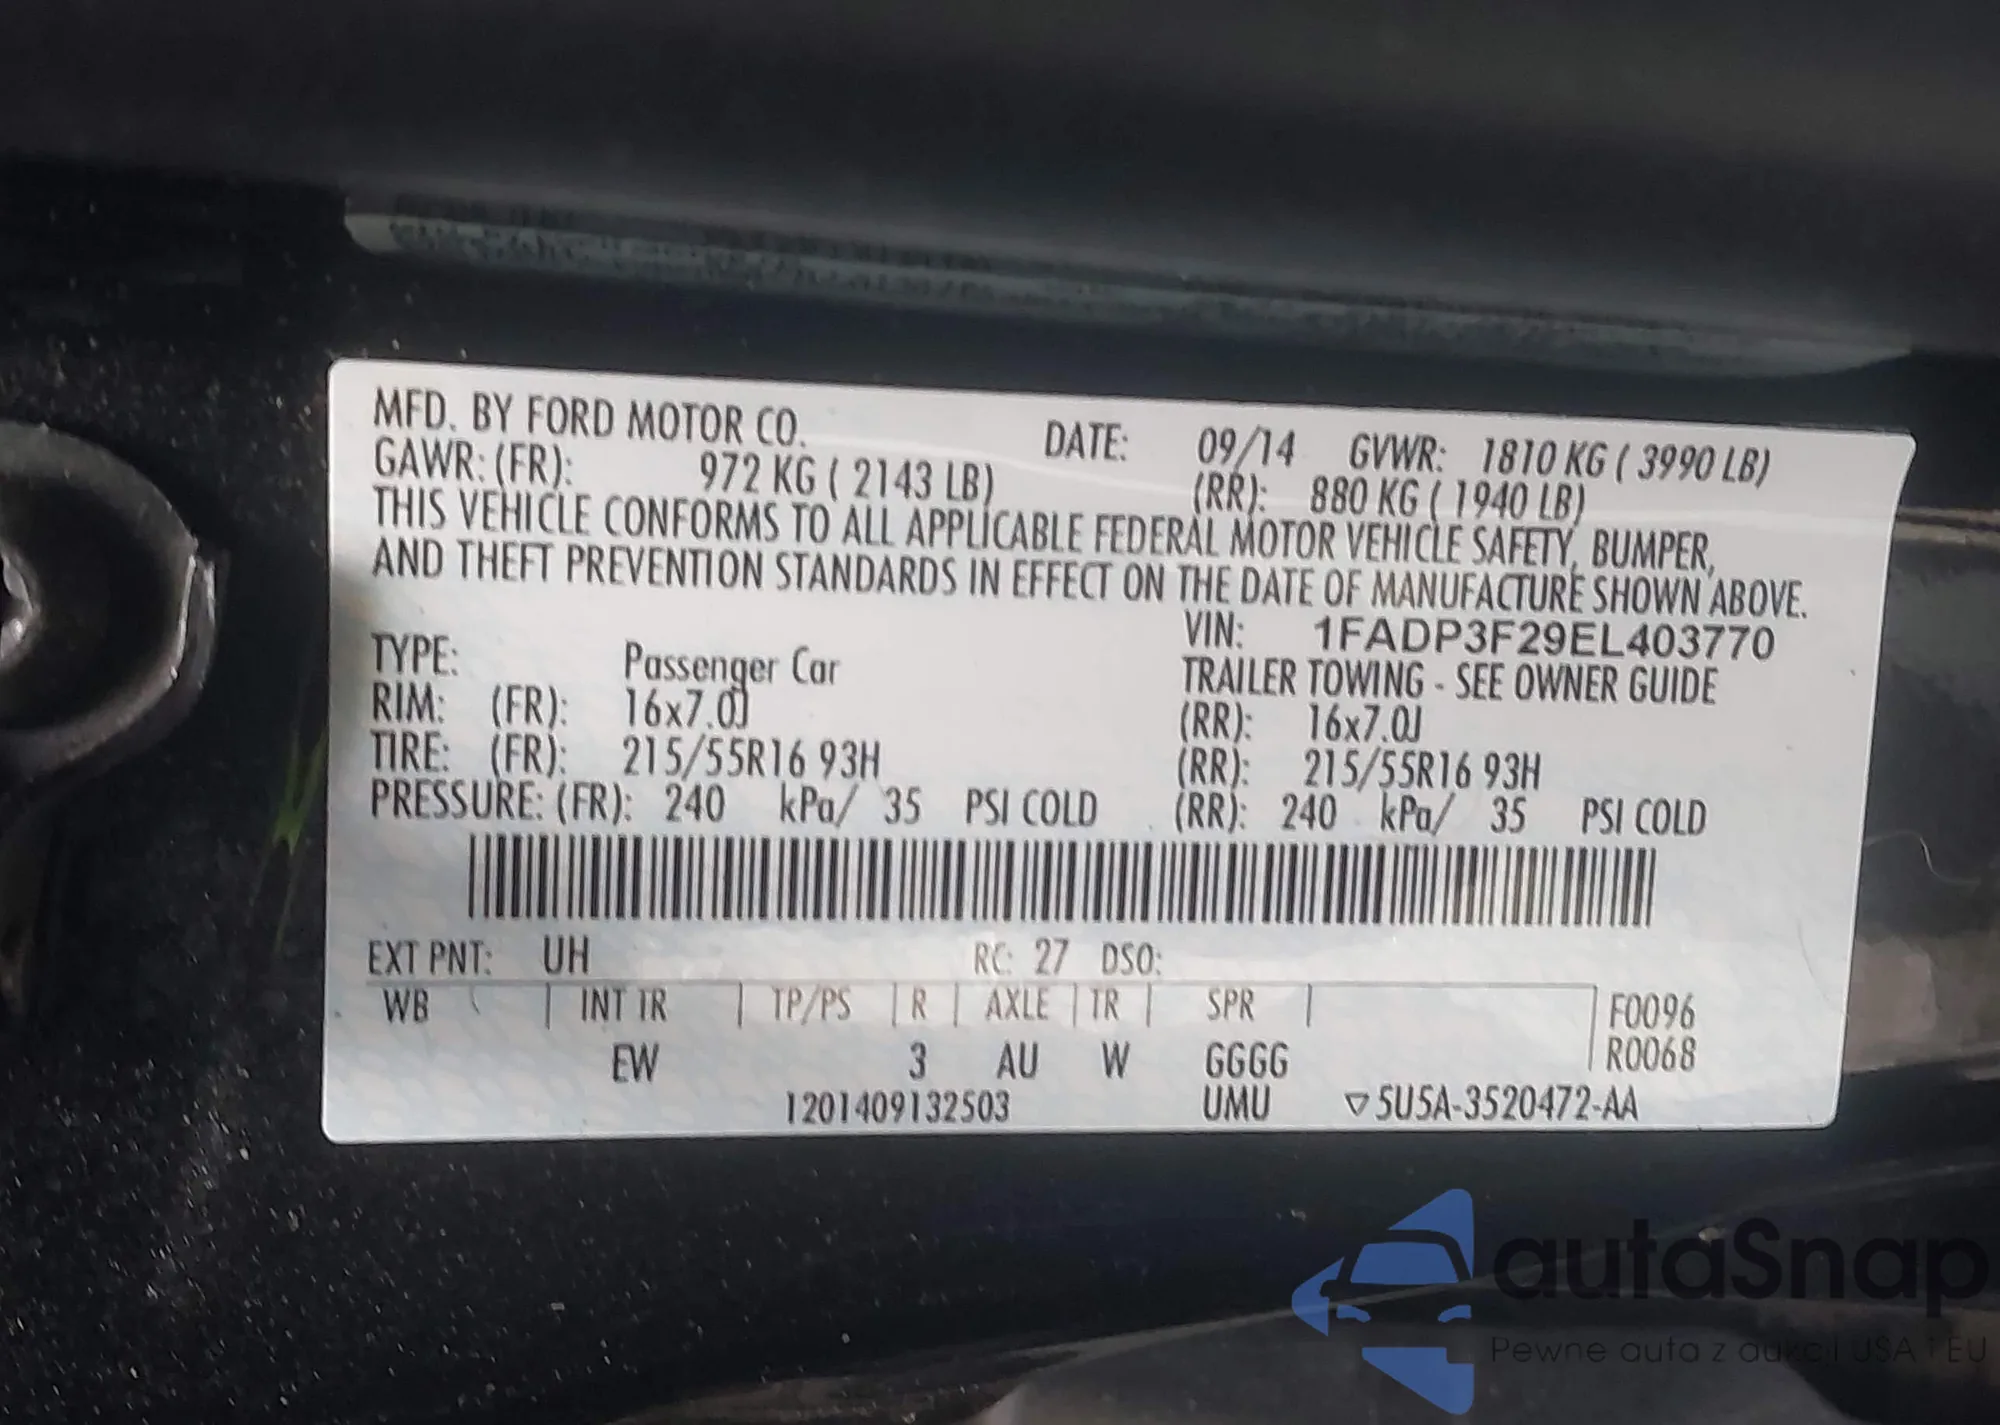 MFD. BY FORD MOTOR CO. DATE: 09/14 GVWR: 1810 KG ( 3990 LB)
GAWR: (FR): 972 KG ( 2143 LB) (RR): 880 KG ( 1940 LB)
THIS VEHICLE CONFORMS TO ALL APPLICABLE FEDERAL MOTOR VEHICLE SAFETY, BUMPER,
AND THEFT PREVENTION STANDARDS IN EFFECT ON THE DATE OF MANUFACTURE SHOWN ABOVE.
VIN: 1FADP3F29EL403770
TYPE: Passenger Car TRAILER TOWING - SEE OWNER GUIDE
RIM: (FR): 16x7.0J (RR): 16x7.0J
TIRE: (FR): 215/55R16 93H (RR): 215/55R16 93H
PRESSURE: (FR): 240 kPa/ 35 PSI COLD (RR): 240 kPa/ 35 PSI COLD
EXT PNT: UH RC: 27 DSO:
WB | INT TR | TP/PS | R | AXLE | TR | SPR | F0096
EW 3 AU W GGGG R0068
1201409132503 UMU ▽5U5A-3520472-AA
autaSnap
Pewne auta z aukcji USA i EU